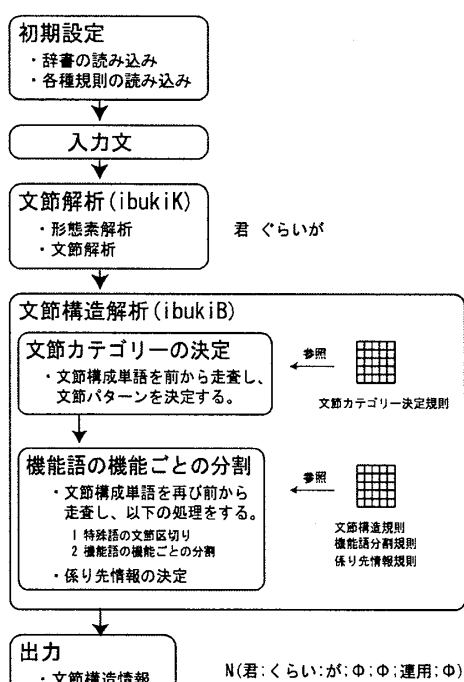 初期設定
・辞書の読み込み
・各種規則の読み込み
入力文
文節解析(ibukiK)
・形態素解析
・文節解析
君 ぐらいが
文節構造解析(ibukiB)
文節カテゴリーの決定
・文節構成単語を前から走査し、
文節パターンを決定する。
参照
文節カテゴリー決定規則
機能語の機能ごとの分割
・文節構成単語を再び前から
走査し、以下の処理をする。
1 特殊語の文節区切り
2 機能語の機能ごとの分割
・係り先情報の決定
参照
文節構造規則
機能語分割規則
係り先情報規則
出力
・文節構造情報
N(君:くらい:が:Φ:Φ:連用:Φ)